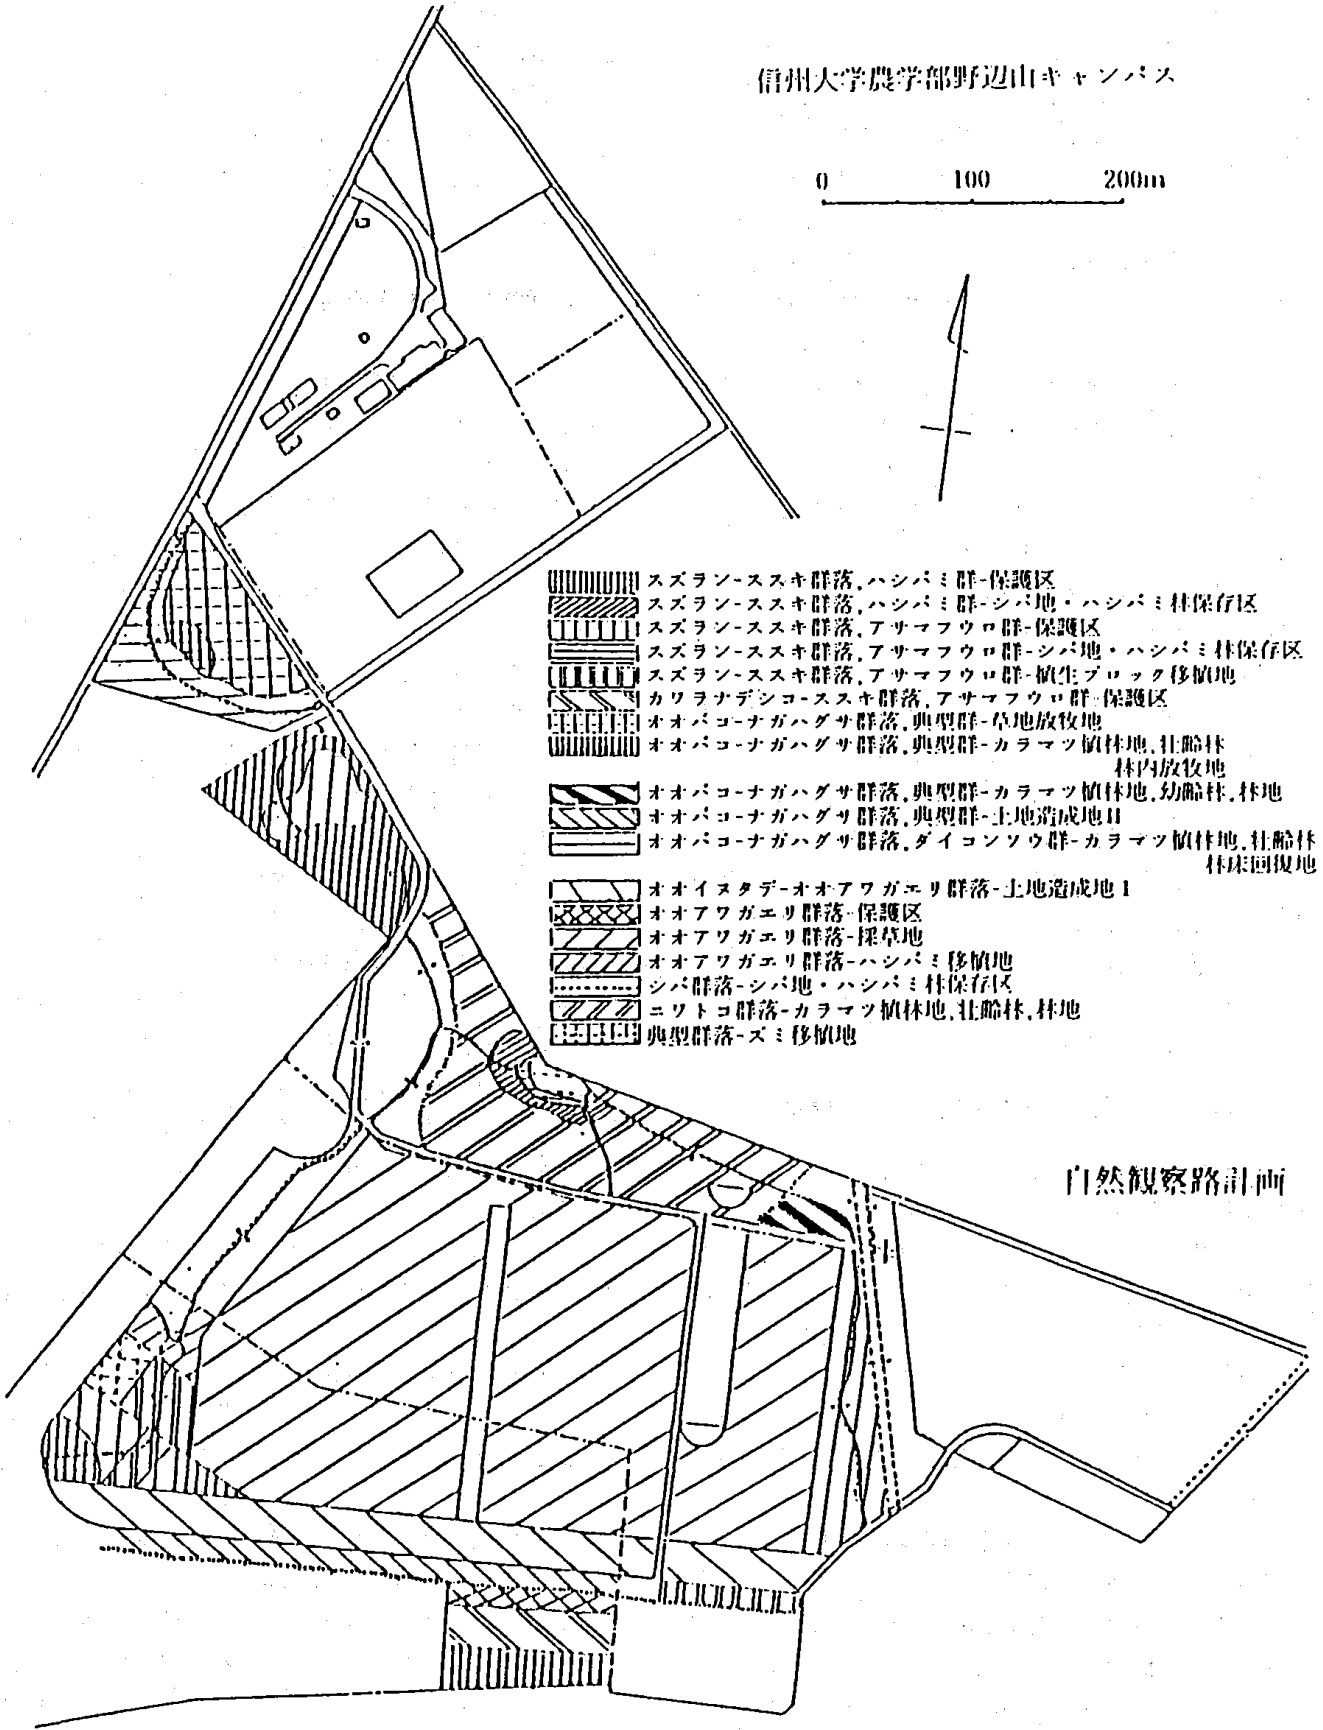 信州大学農学部野辺山キャンパス
0 100 200m
スズラン-ススキ群落,ハシバミ群-保護区
スズラン-ススキ群落,ハシバミ群-シバ地・ハシバミ林保存区
スズラン-ススキ群落,アサマフウロ群-保護区
スズラン-ススキ群落,アサマフウロ群-シバ地・ハシバミ林保存区
スズラン-ススキ群落,アサマフウロ群-植生ブロック移植地
カワラナデシコ-ススキ群落,アサマフウロ群-保護区
オオバコ-ナガハグサ群落,典型群-草地放牧地
オオバコ-ナガハグサ群落,典型群-カラマツ植林地,壮齢林
林内放牧地
オオバコ-ナガハグサ群落,典型群-カラマツ植林地,幼齢林,林地
オオバコ-ナガハグサ群落,典型群-土地造成地II
オオバコ-ナガハグサ群落,ダイコンソウ群-カラマツ植林地,壮齢林
林床回復地
オオイヌタデ-オオアワガエリ群落-土地造成地I
オオアワガエリ群落-保護区
オオアワガエリ群落-採草地
オオアワガエリ群落-ハシバミ移植地
シバ群落-シバ地・ハシバミ林保存区
ニワトコ群落-カラマツ植林地,壮齢林,林地
典型群落-ズミ移植地
自然観察路計画